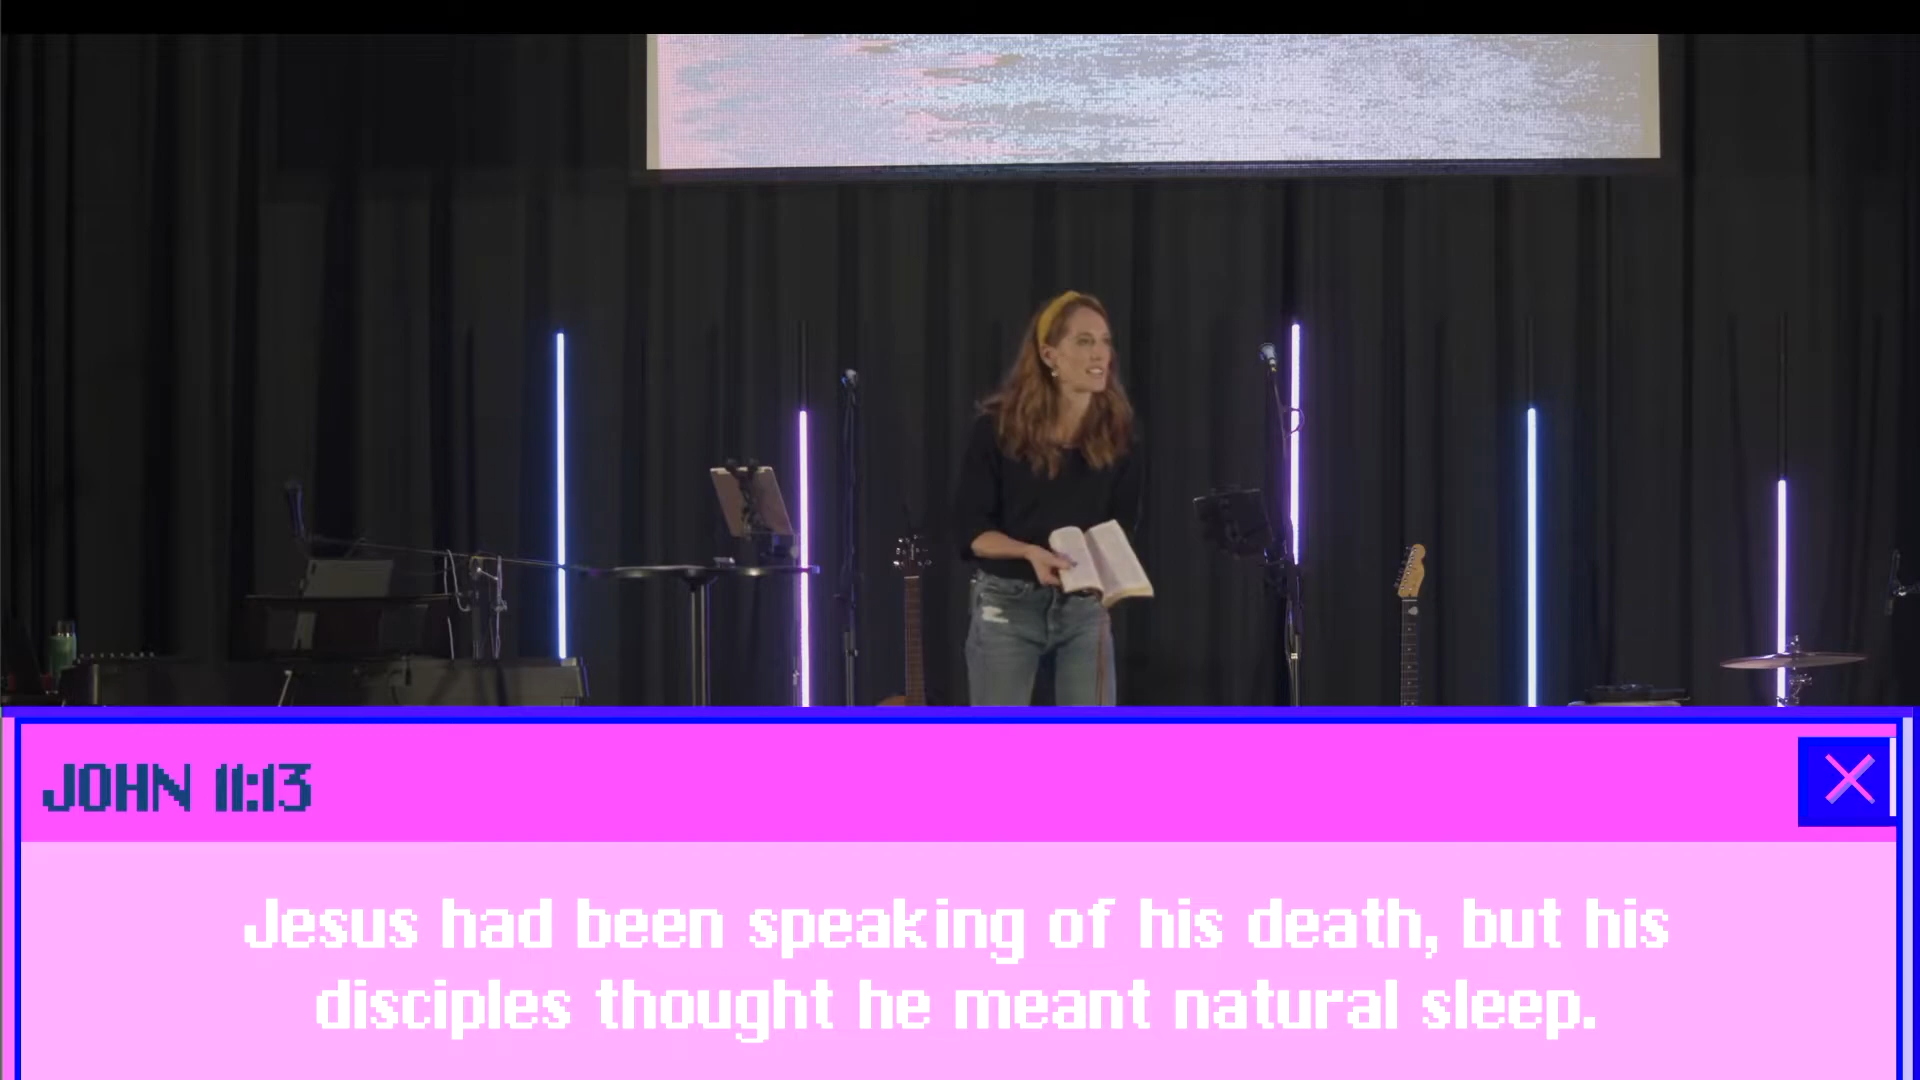 JOHN 11:13
Jesus had been speaking of his death, but his
disciples thought he meant natural sleep.